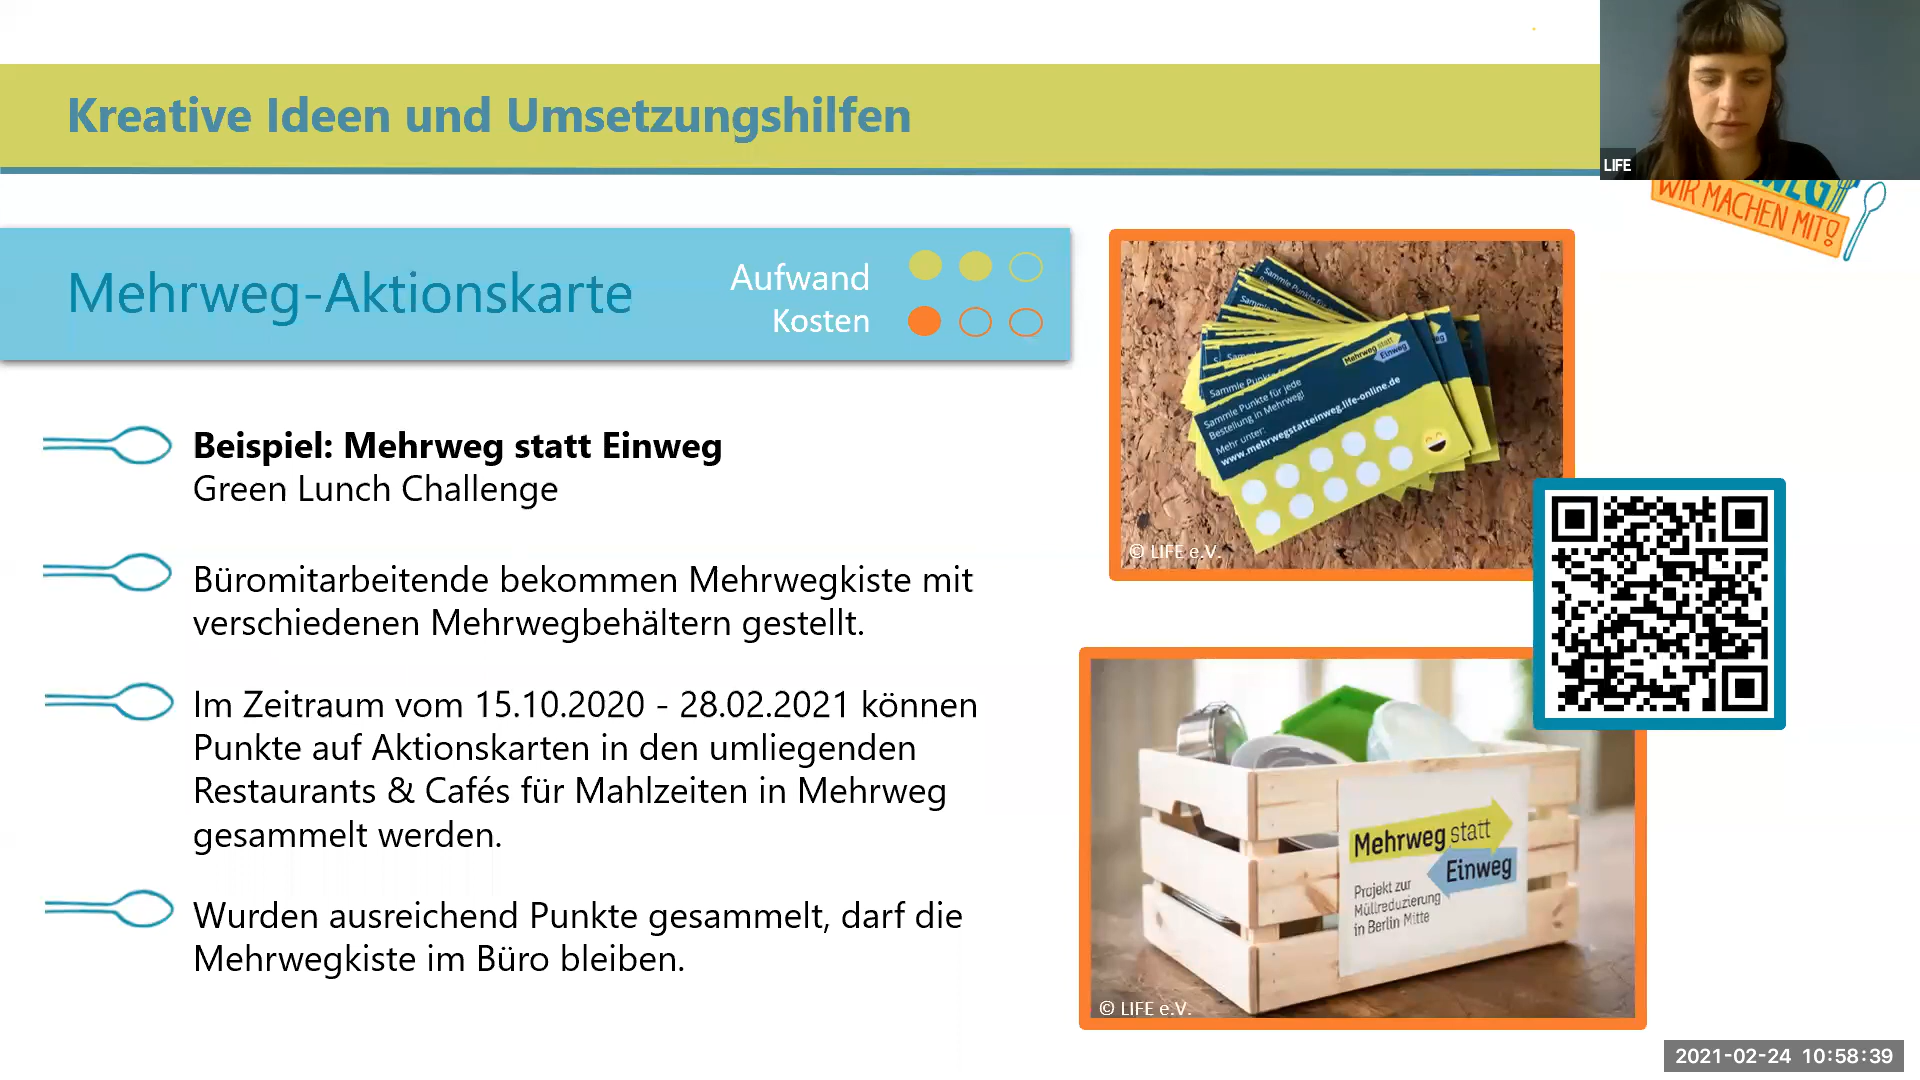 Kreative Ideen und Umsetzungshilfen
LIFE
WIR MACHEN MIT!
Mehrweg-Aktionskarte
Aufwand
Kosten
Beispiel: Mehrweg statt Einweg
Green Lunch Challenge
Büromitarbeitende bekommen Mehrwegkiste mit
verschiedenen Mehrwegbehältern gestellt.
Im Zeitraum vom 15.10.2020 - 28.02.2021 können
Punkte auf Aktionskarten in den umliegenden
Restaurants & Cafés für Mahlzeiten in Mehrweg
gesammelt werden.
Wurden ausreichend Punkte gesammelt, darf die
Mehrwegkiste im Büro bleiben.
Mehrweg statt
Einweg
Sammle Punkte für jede
Bestellung in Mehrweg!
Mehr unter:
www.mehrwegstatteinweg.life-online.de
© LIFE e.V.
Mehrweg statt
Einweg
Projekt zur
Müllreduzierung
in Berlin Mitte
© LIFE e.V.
2021-02-24 10:58:39